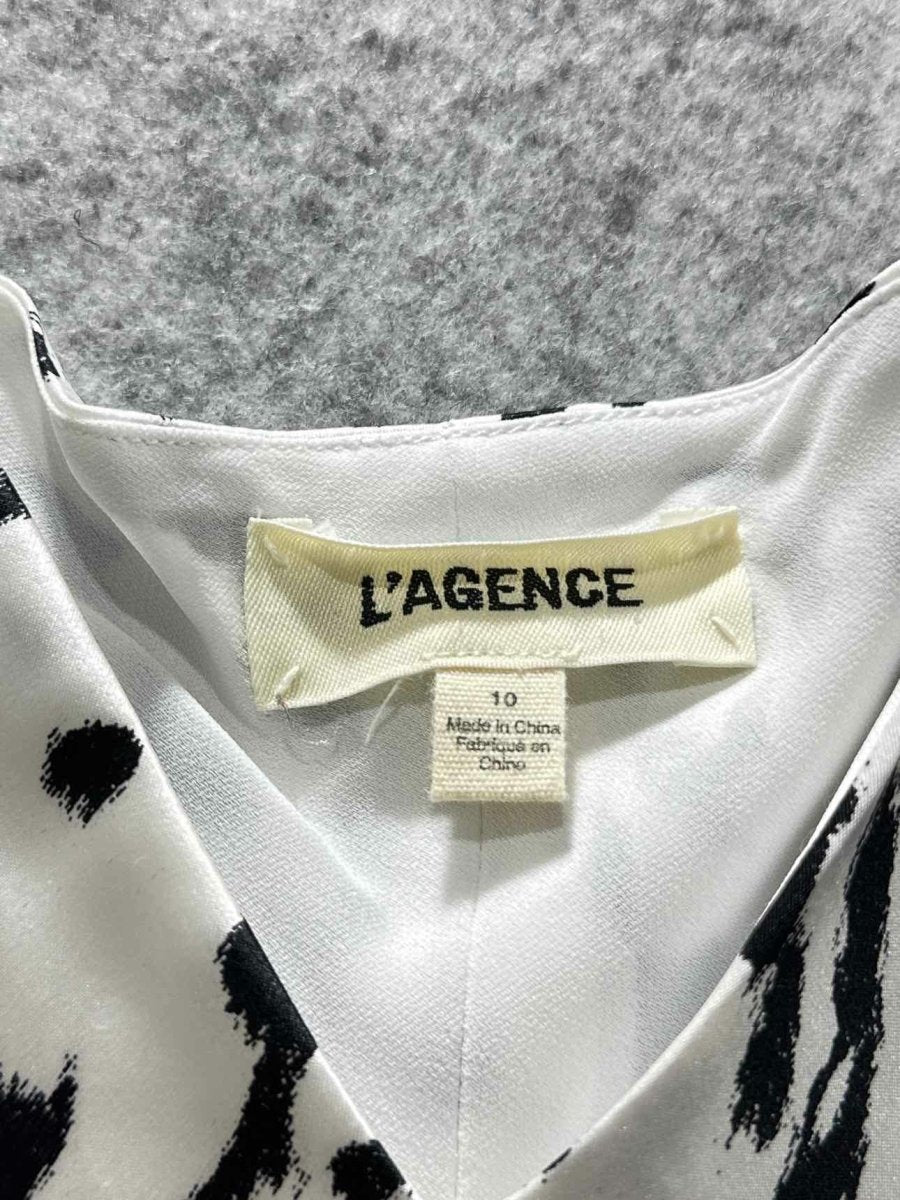 L'AGENCE
10
Made in China
Fabriqué en
Chine